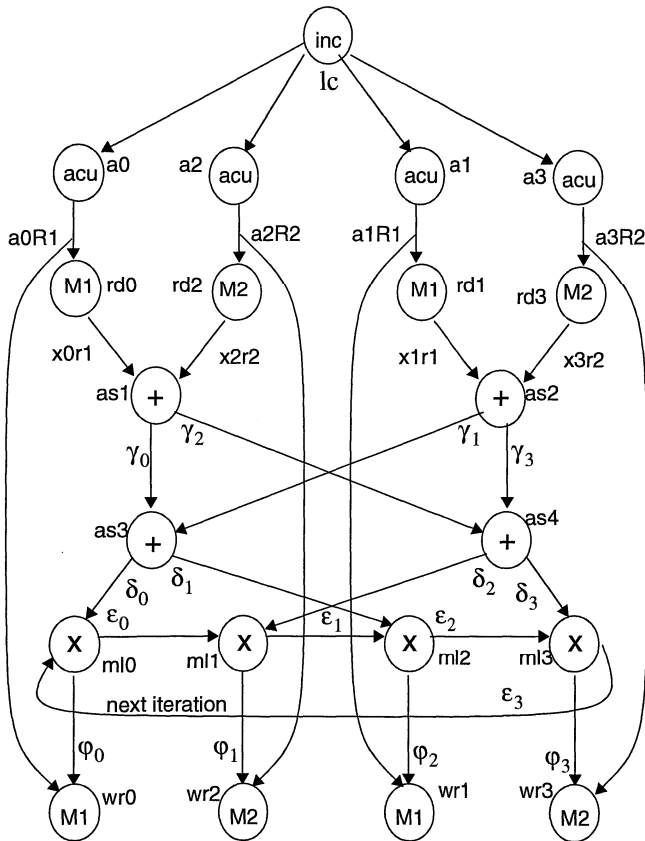 inc
lc
acu a0
a2 acu
acu a1
a3 acu
a0R1
a2R2
a1R1
a3R2
M1 rd0
rd2 M2
M1 rd1
rd3 M2
x0r1
x2r2
x1r1
x3r2
as1 +
+ as2
γ0
γ2
γ1
γ3
as3 +
as4 +
δ0
δ1
δ2
δ3
ε0
ε1
ε2
X ml0
X ml1
X ml2
X ml3
next iteration
ε3
φ0
φ1
φ2
φ3
M1 wr0
wr2 M2
M1 wr1
wr3 M2